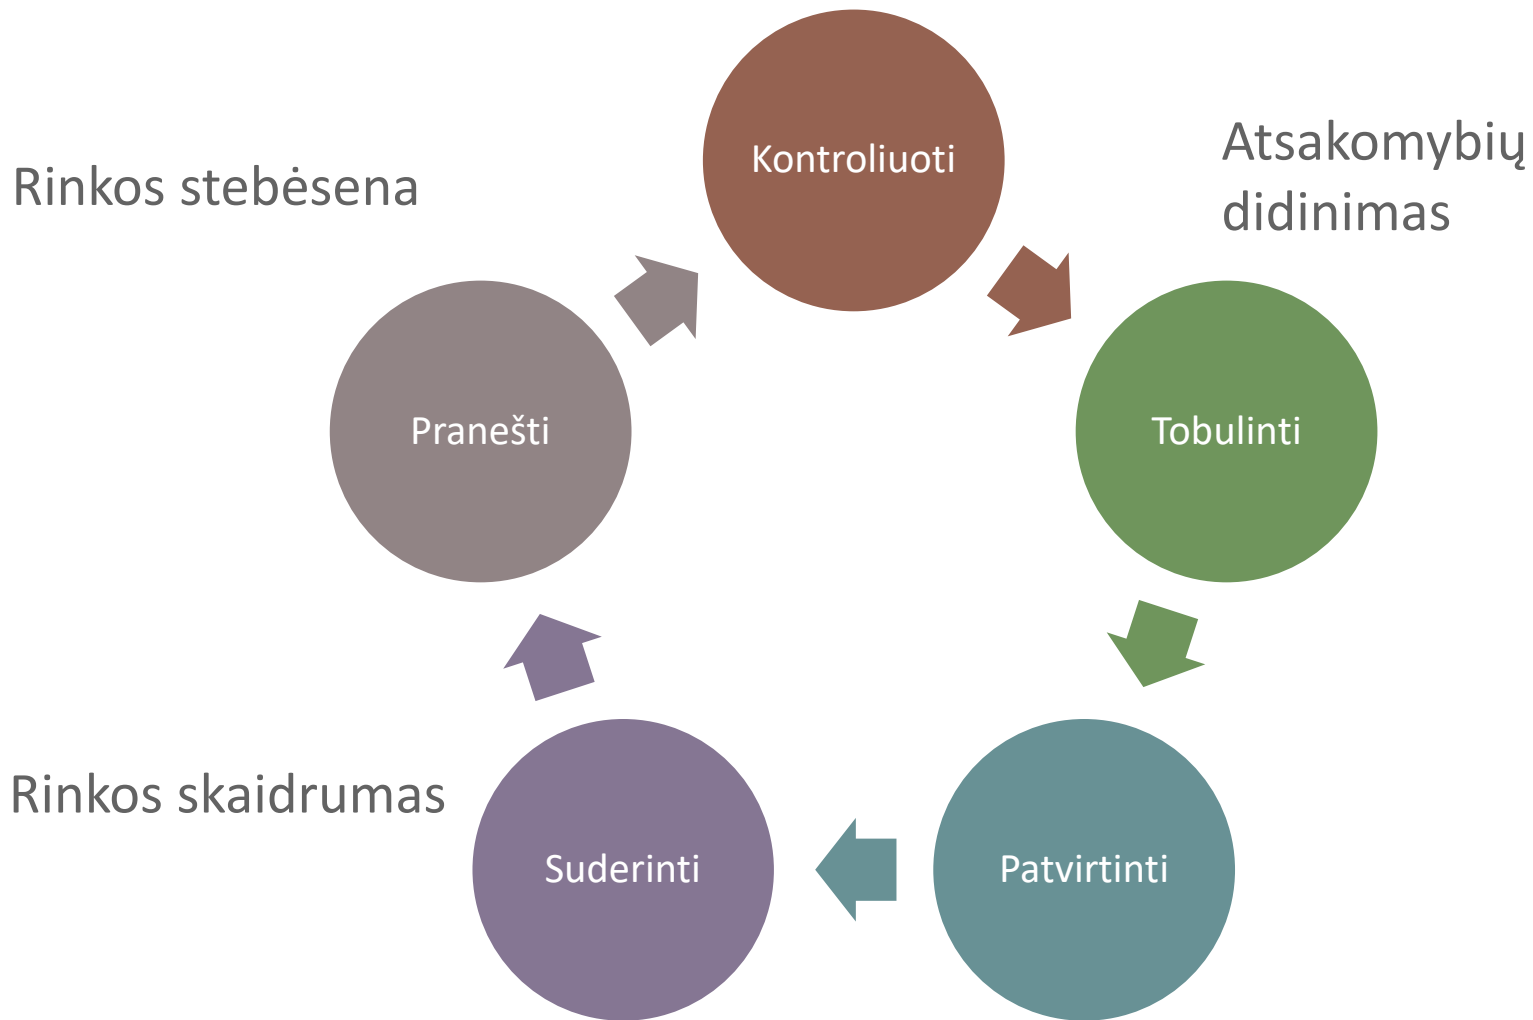 Kontroliuoti
Atsakomybių
didinimas
Rinkos stebėsena
Pranešti
Tobulinti
Rinkos skaidrumas
Suderinti
Patvirtinti